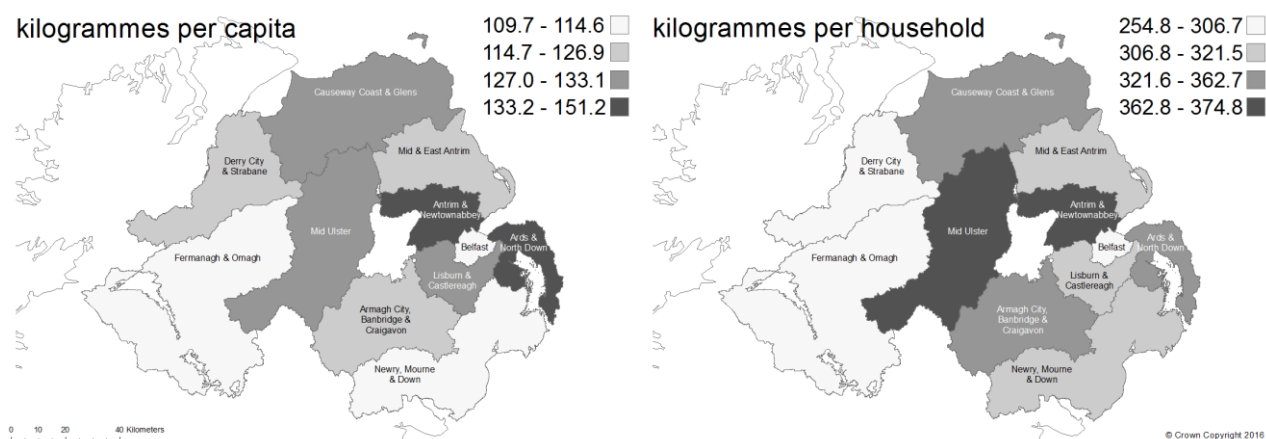 kilogrammes per capita
109.7 - 114.6
114.7 - 126.9
127.0 - 133.1
133.2 - 151.2
Causeway Coast & Glens
Derry City
& Strabane
Mid & East Antrim
Antrim &
Newtownabbey
Mid Ulster
Belfast
Ards &
North Down
Fermanagh & Omagh
Lisburn &
Castlereagh
Armagh City,
Banbridge &
Craigavon
Newry, Mourne
& Down
0 10 20 40 Kilometers
kilogrammes per household
254.8 - 306.7
306.8 - 321.5
321.6 - 362.7
362.8 - 374.8
Causeway Coast & Glens
Derry City
& Strabane
Mid & East Antrim
Antrim &
Newtownabbey
Mid Ulster
Belfast
Ards &
North Down
Fermanagh & Omagh
Lisburn &
Castlereagh
Armagh City,
Banbridge &
Craigavon
Newry, Mourne
& Down
© Crown Copyright 2016